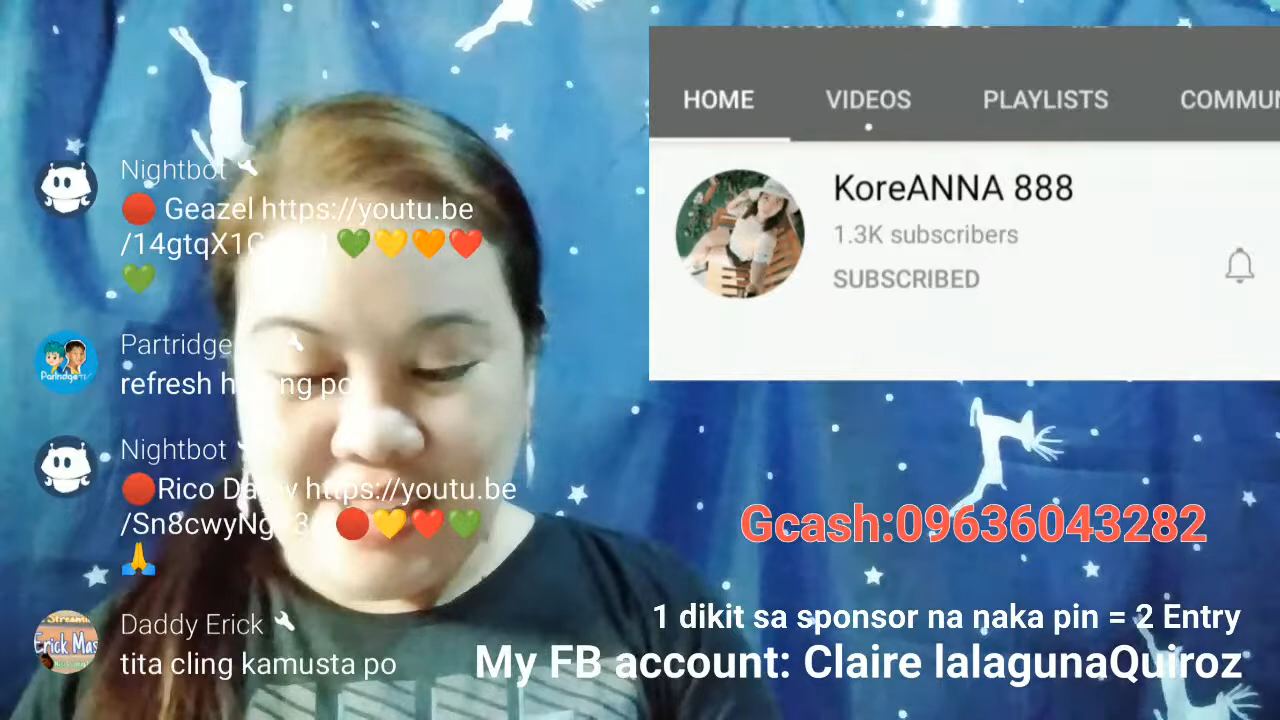 HOME VIDEOS PLAYLISTS
KoreANNA 888
1.3K subscribers
SUBSCRIBED
Nightbot
🔴 Geazel https://youtu.be
💚💛🧡❤️
💚
Partridge
refresh po
Nightbot
🔴Rico https://youtu.be
🔴💛❤️💚
🙏
Daddy Erick
tita cling kamusta po
Gcash:09636043282
1 dikit sa sponsor na naka pin = 2 Entry
My FB account: Claire lalagunaQuiroz